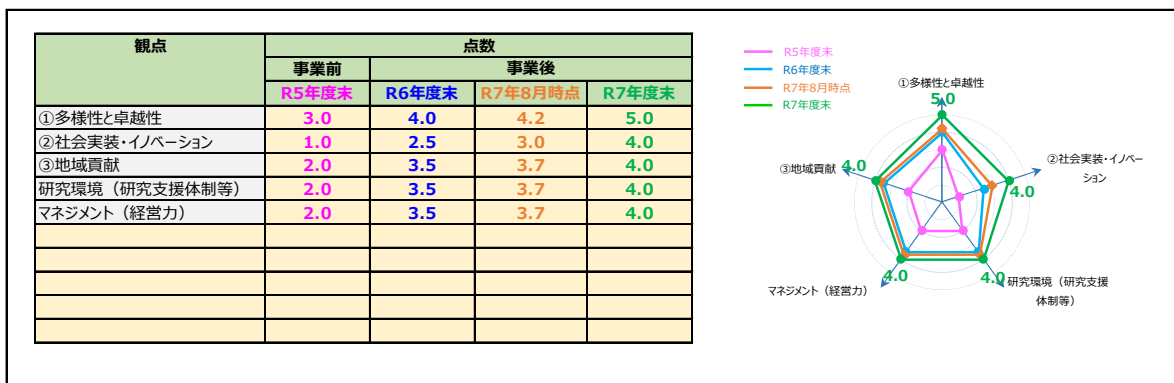 観点 点数
事業前 事業後
R5年度末 R6年度末 R7年8月時点 R7年度末
①多様性と卓越性 3.0 4.0 4.2 5.0
②社会実装・イノベーション 1.0 2.5 3.0 4.0
③地域貢献 2.0 3.5 3.7 4.0
研究環境（研究支援体制等） 2.0 3.5 3.7 4.0
マネジメント（経営力） 2.0 3.5 3.7 4.0
R5年度末
R6年度末
R7年8月時点
R7年度末
①多様性と卓越性
5.0
②社会実装・イノベー
ション
4.0
③地域貢献
4.0
研究環境（研究支援
体制等）
4.0
マネジメント（経営力）
4.0